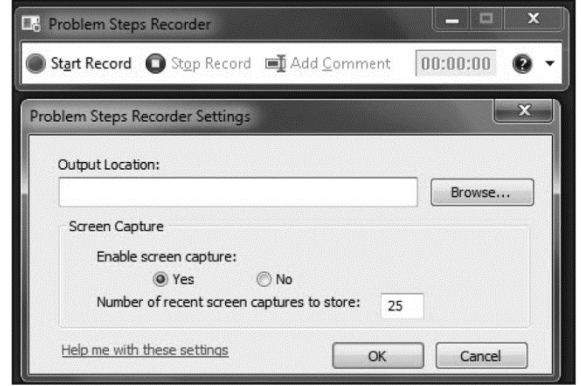 Problem Steps Recorder
Start Record Stop Record Add Comment 00:00:00 ?
Problem Steps Recorder Settings
Output Location:
Browse...
Screen Capture
Enable screen capture:
Yes No
Number of recent screen captures to store: 25
Help me with these settings OK Cancel